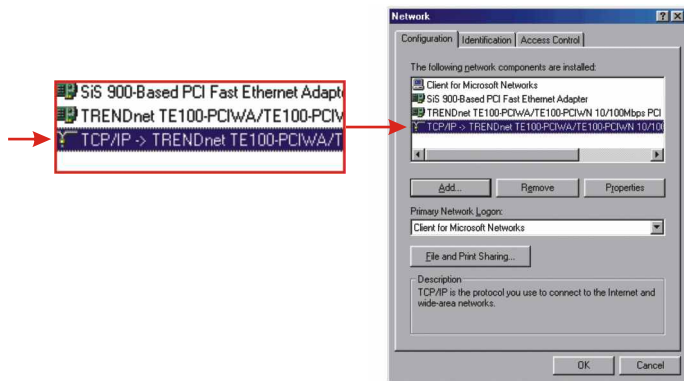 SiS 900-Based PCI Fast Ethernet Adapt
TRENDnet TE100-PCIWA/TE100-PCIV
TCP/IP -> TRENDnet TE100-PCIWA/T
Network
Configuration
Identification
Access Control
The following network components are installed:
Client for Microsoft Networks
SiS 900-Based PCI Fast Ethernet Adapter
TRENDnet TE100-PCIWA/TE100-PCIWN 10/100Mbps PCI
TCP/IP -> TRENDnet TE100-PCIWA/TE100-PCIWN 10/100
Add...
Remove
Properties
Primary Network Logon:
Client for Microsoft Networks
File and Print Sharing...
Description
TCP/IP is the protocol you use to connect to the Internet and
wide-area networks.
OK
Cancel